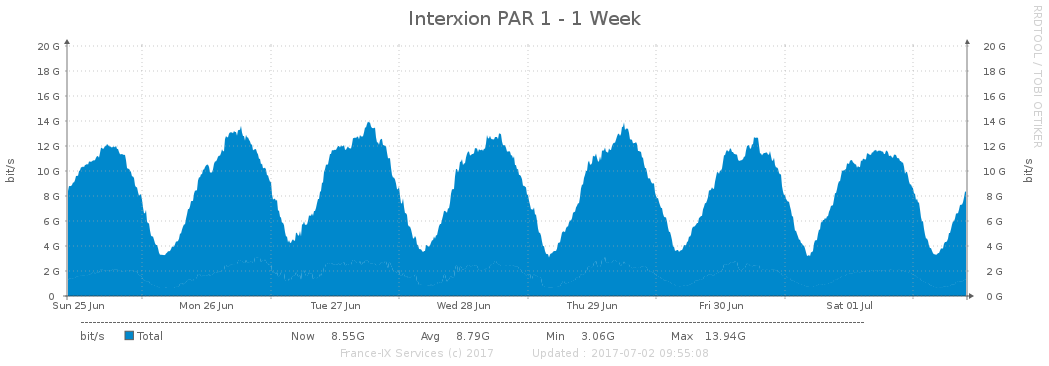 Interxion PAR 1 - 1 Week
RRDTOOL / TOBI OETIKER
20 G 20 G
18 G 18 G
16 G 16 G
14 G 14 G
12 G 12 G
10 G 10 G
8 G 8 G
6 G 6 G
4 G 4 G
2 G 2 G
0 0 G
bit/s
bit/s
Sun 25 Jun Mon 26 Jun Tue 27 Jun Wed 28 Jun Thu 29 Jun Fri 30 Jun Sat 01 Jul
bit/s Total Now 8.55G Avg 8.79G Min 3.06G Max 13.94G
France-IX Services (c) 2017 Updated : 2017-07-02 09:55:08